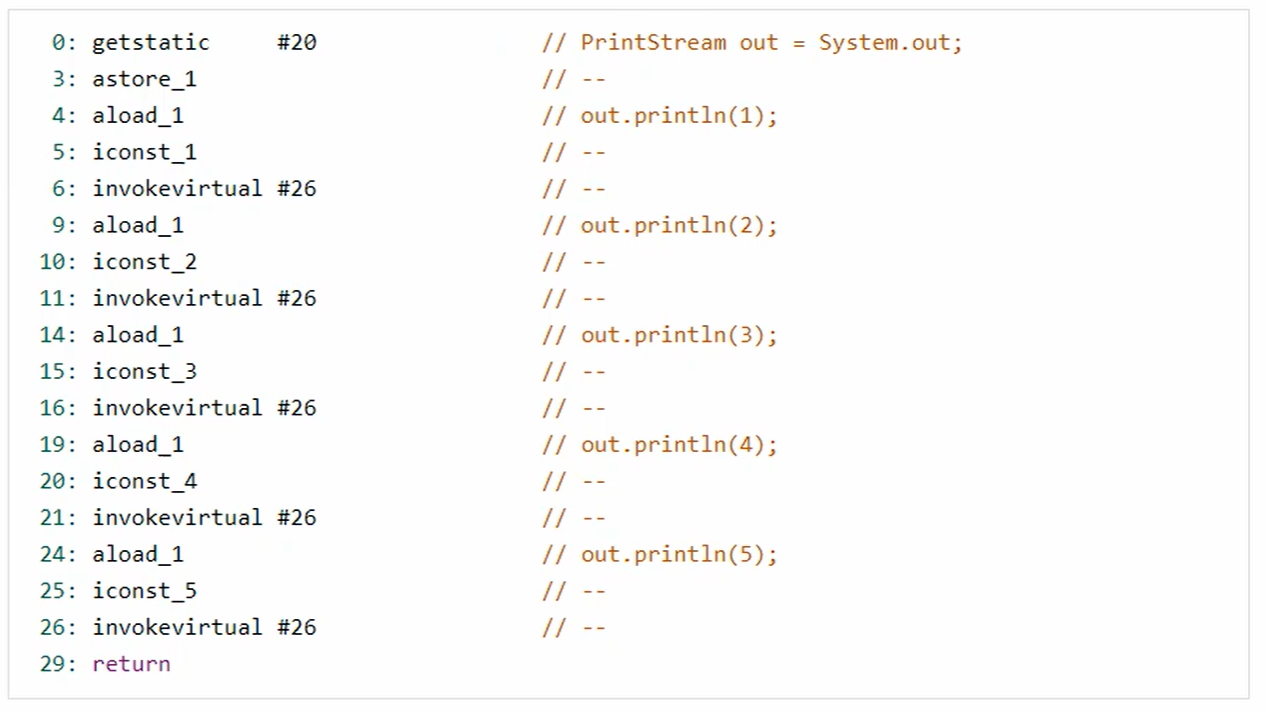 0: getstatic     #20                 // PrintStream out = System.out;
3: astore_1                          // --
4: aload_1                           // out.println(1);
5: iconst_1                          // --
6: invokevirtual #26                 // --
9: aload_1                           // out.println(2);
10: iconst_2                          // --
11: invokevirtual #26                 // --
14: aload_1                           // out.println(3);
15: iconst_3                          // --
16: invokevirtual #26                 // --
19: aload_1                           // out.println(4);
20: iconst_4                          // --
21: invokevirtual #26                 // --
24: aload_1                           // out.println(5);
25: iconst_5                          // --
26: invokevirtual #26                 // --
29: return